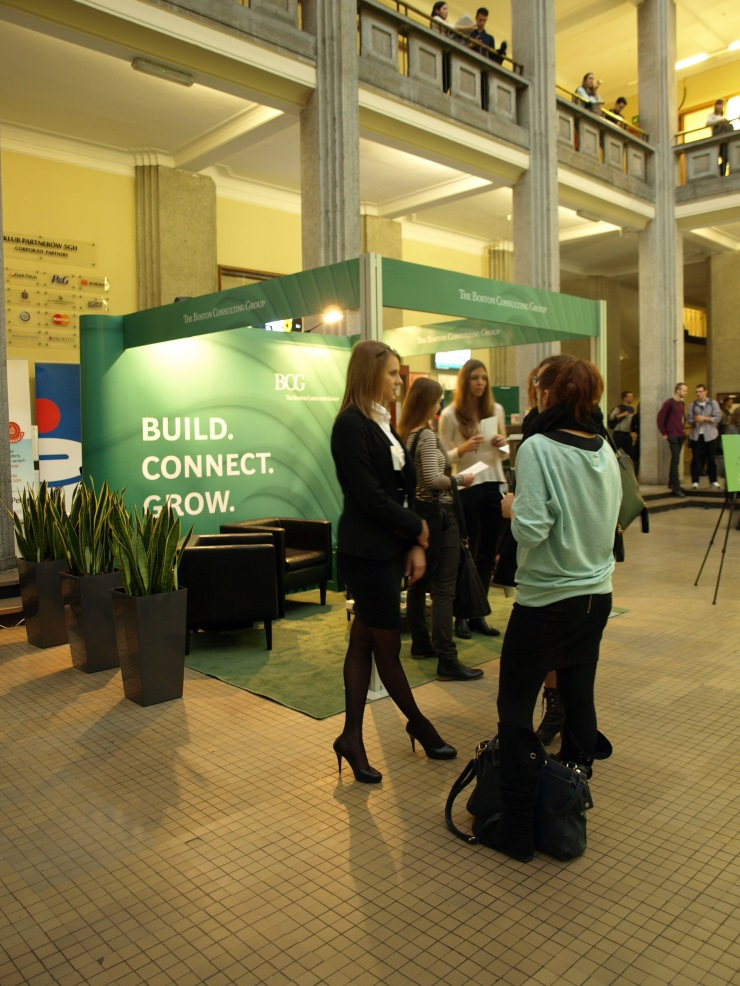 KLUB PARTNERÓW SGH
CORPORATE PARTNERS
P&G
MasterCard
THE BOSTON CONSULTING GROUP
THE BOSTON CONSULTING GROUP
THE BOSTON CONSULTING GROUP
BCG
THE BOSTON CONSULTING GROUP
BUILD.
CONNECT.
GROW.